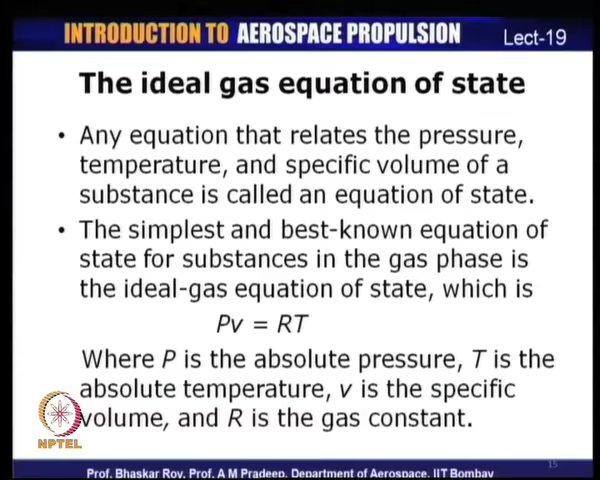 INTRODUCTION TO AEROSPACE PROPULSION Lect-19
The ideal gas equation of state
• Any equation that relates the pressure,
temperature, and specific volume of a
substance is called an equation of state.
• The simplest and best-known equation of
state for substances in the gas phase is
the ideal-gas equation of state, which is
Pv = RT
Where P is the absolute pressure, T is the
absolute temperature, v is the specific
volume, and R is the gas constant.
NPTEL
15
Prof. Bhaskar Roy, Prof. A M Pradeep, Department of Aerospace, IIT Bombay